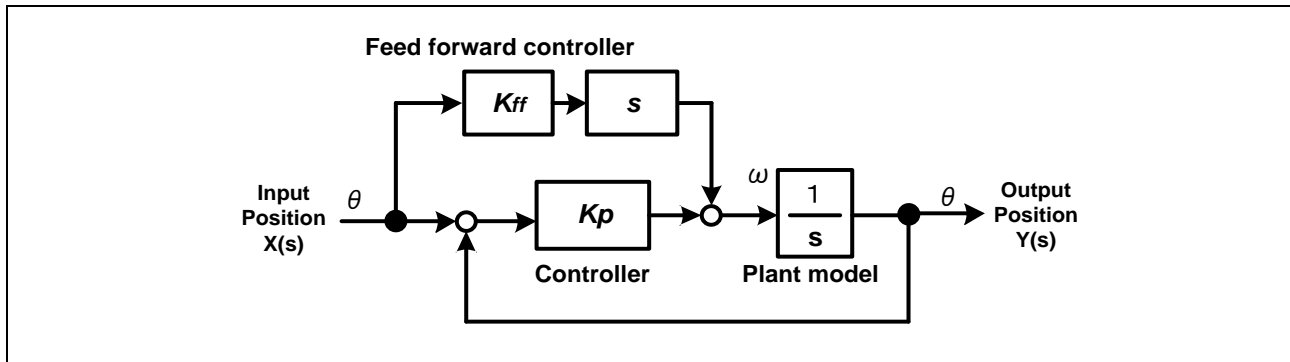 Feed forward controller
Kff
s
Input
Position
X(s)
θ
Kp
Controller
ω
1
s
Plant model
θ
Output
Position
Y(s)